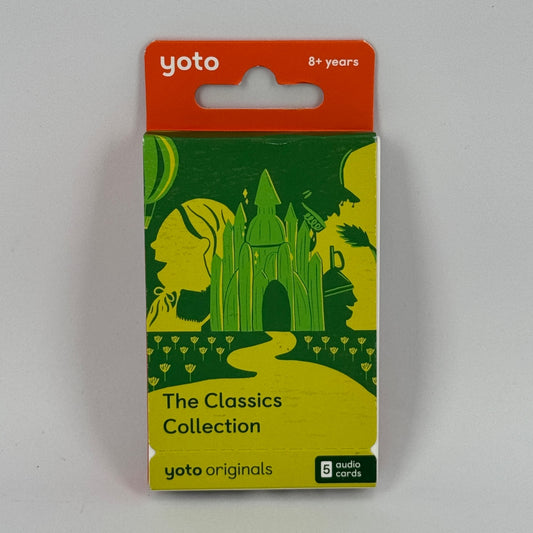 yoto
8+ years
The Classics
Collection
yoto originals
5 audio
cards